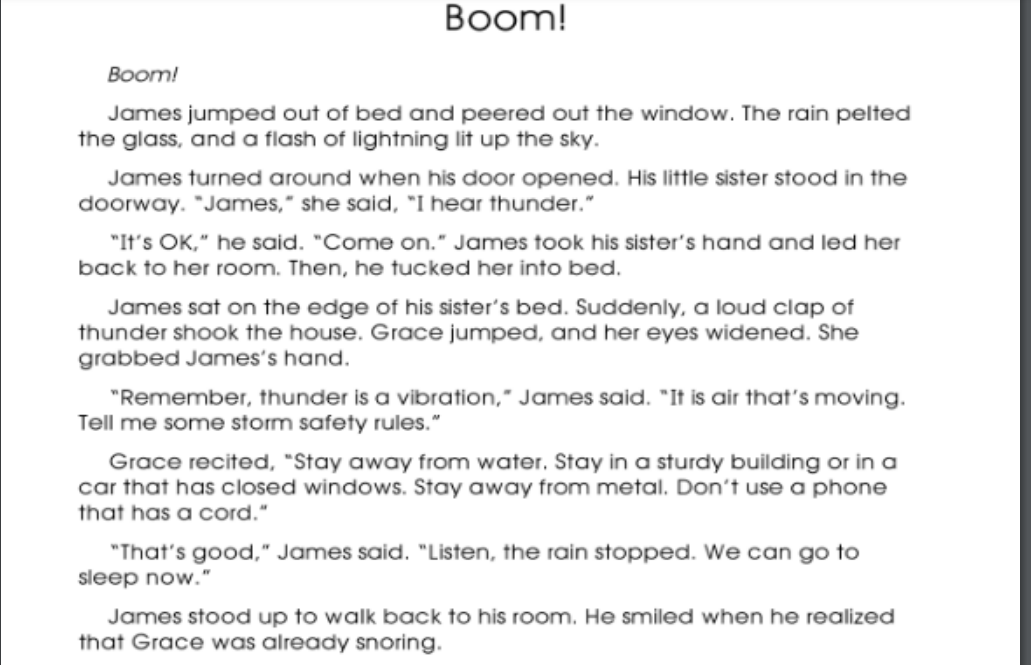 Boom!
Boom!
James jumped out of bed and peered out the window. The rain pelted
the glass, and a flash of lightning lit up the sky.
James turned around when his door opened. His little sister stood in the
doorway. "James," she said, "I hear thunder."
"It's OK," he said. "Come on." James took his sister's hand and led her
back to her room. Then, he tucked her into bed.
James sat on the edge of his sister's bed. Suddenly, a loud clap of
thunder shook the house. Grace jumped, and her eyes widened. She
grabbed James's hand.
"Remember, thunder is a vibration," James said. "It is air that's moving.
Tell me some storm safety rules."
Grace recited, "Stay away from water. Stay in a sturdy building or in a
car that has closed windows. Stay away from metal. Don't use a phone
that has a cord."
"That's good," James said. "Listen, the rain stopped. We can go to
sleep now."
James stood up to walk back to his room. He smiled when he realized
that Grace was already snoring.